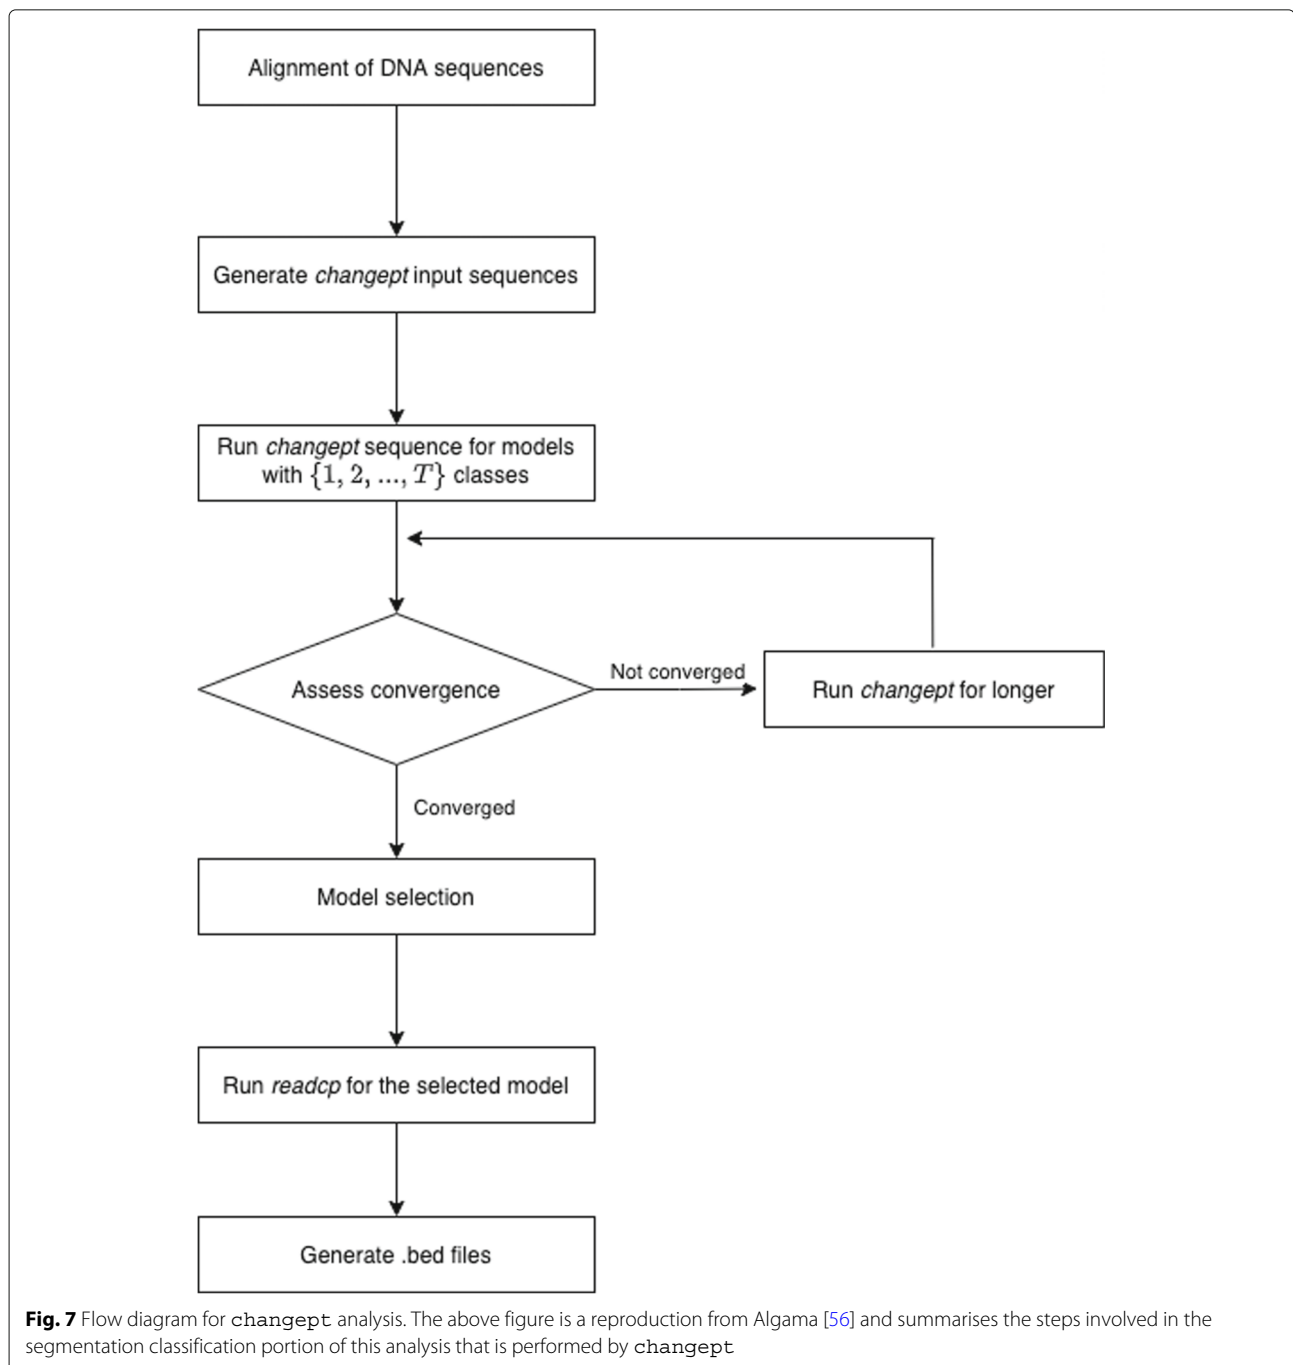 Alignment of DNA sequences
Generate changept input sequences
Run changept sequence for models
with {1, 2, ..., T} classes
Not converged
Assess convergence
Run changept for longer
Converged
Model selection
Run readcp for the selected model
Generate .bed files
Fig. 7 Flow diagram for changept analysis. The above figure is a reproduction from Algama [56] and summarises the steps involved in the
segmentation classification portion of this analysis that is performed by changept